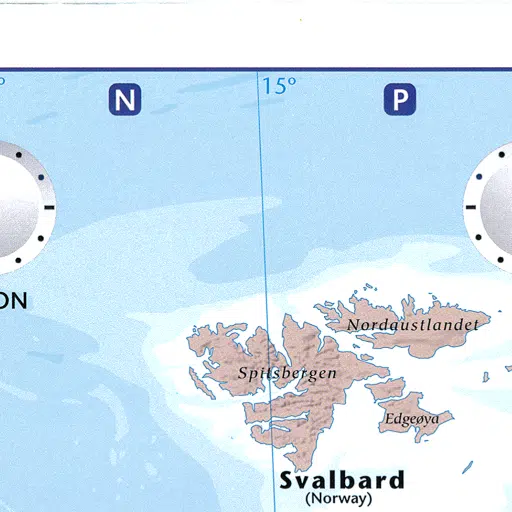 N
15°
P
ON
Nordaustlandet
Spitsbergen
Edgeøya
Svalbard
(Norway)